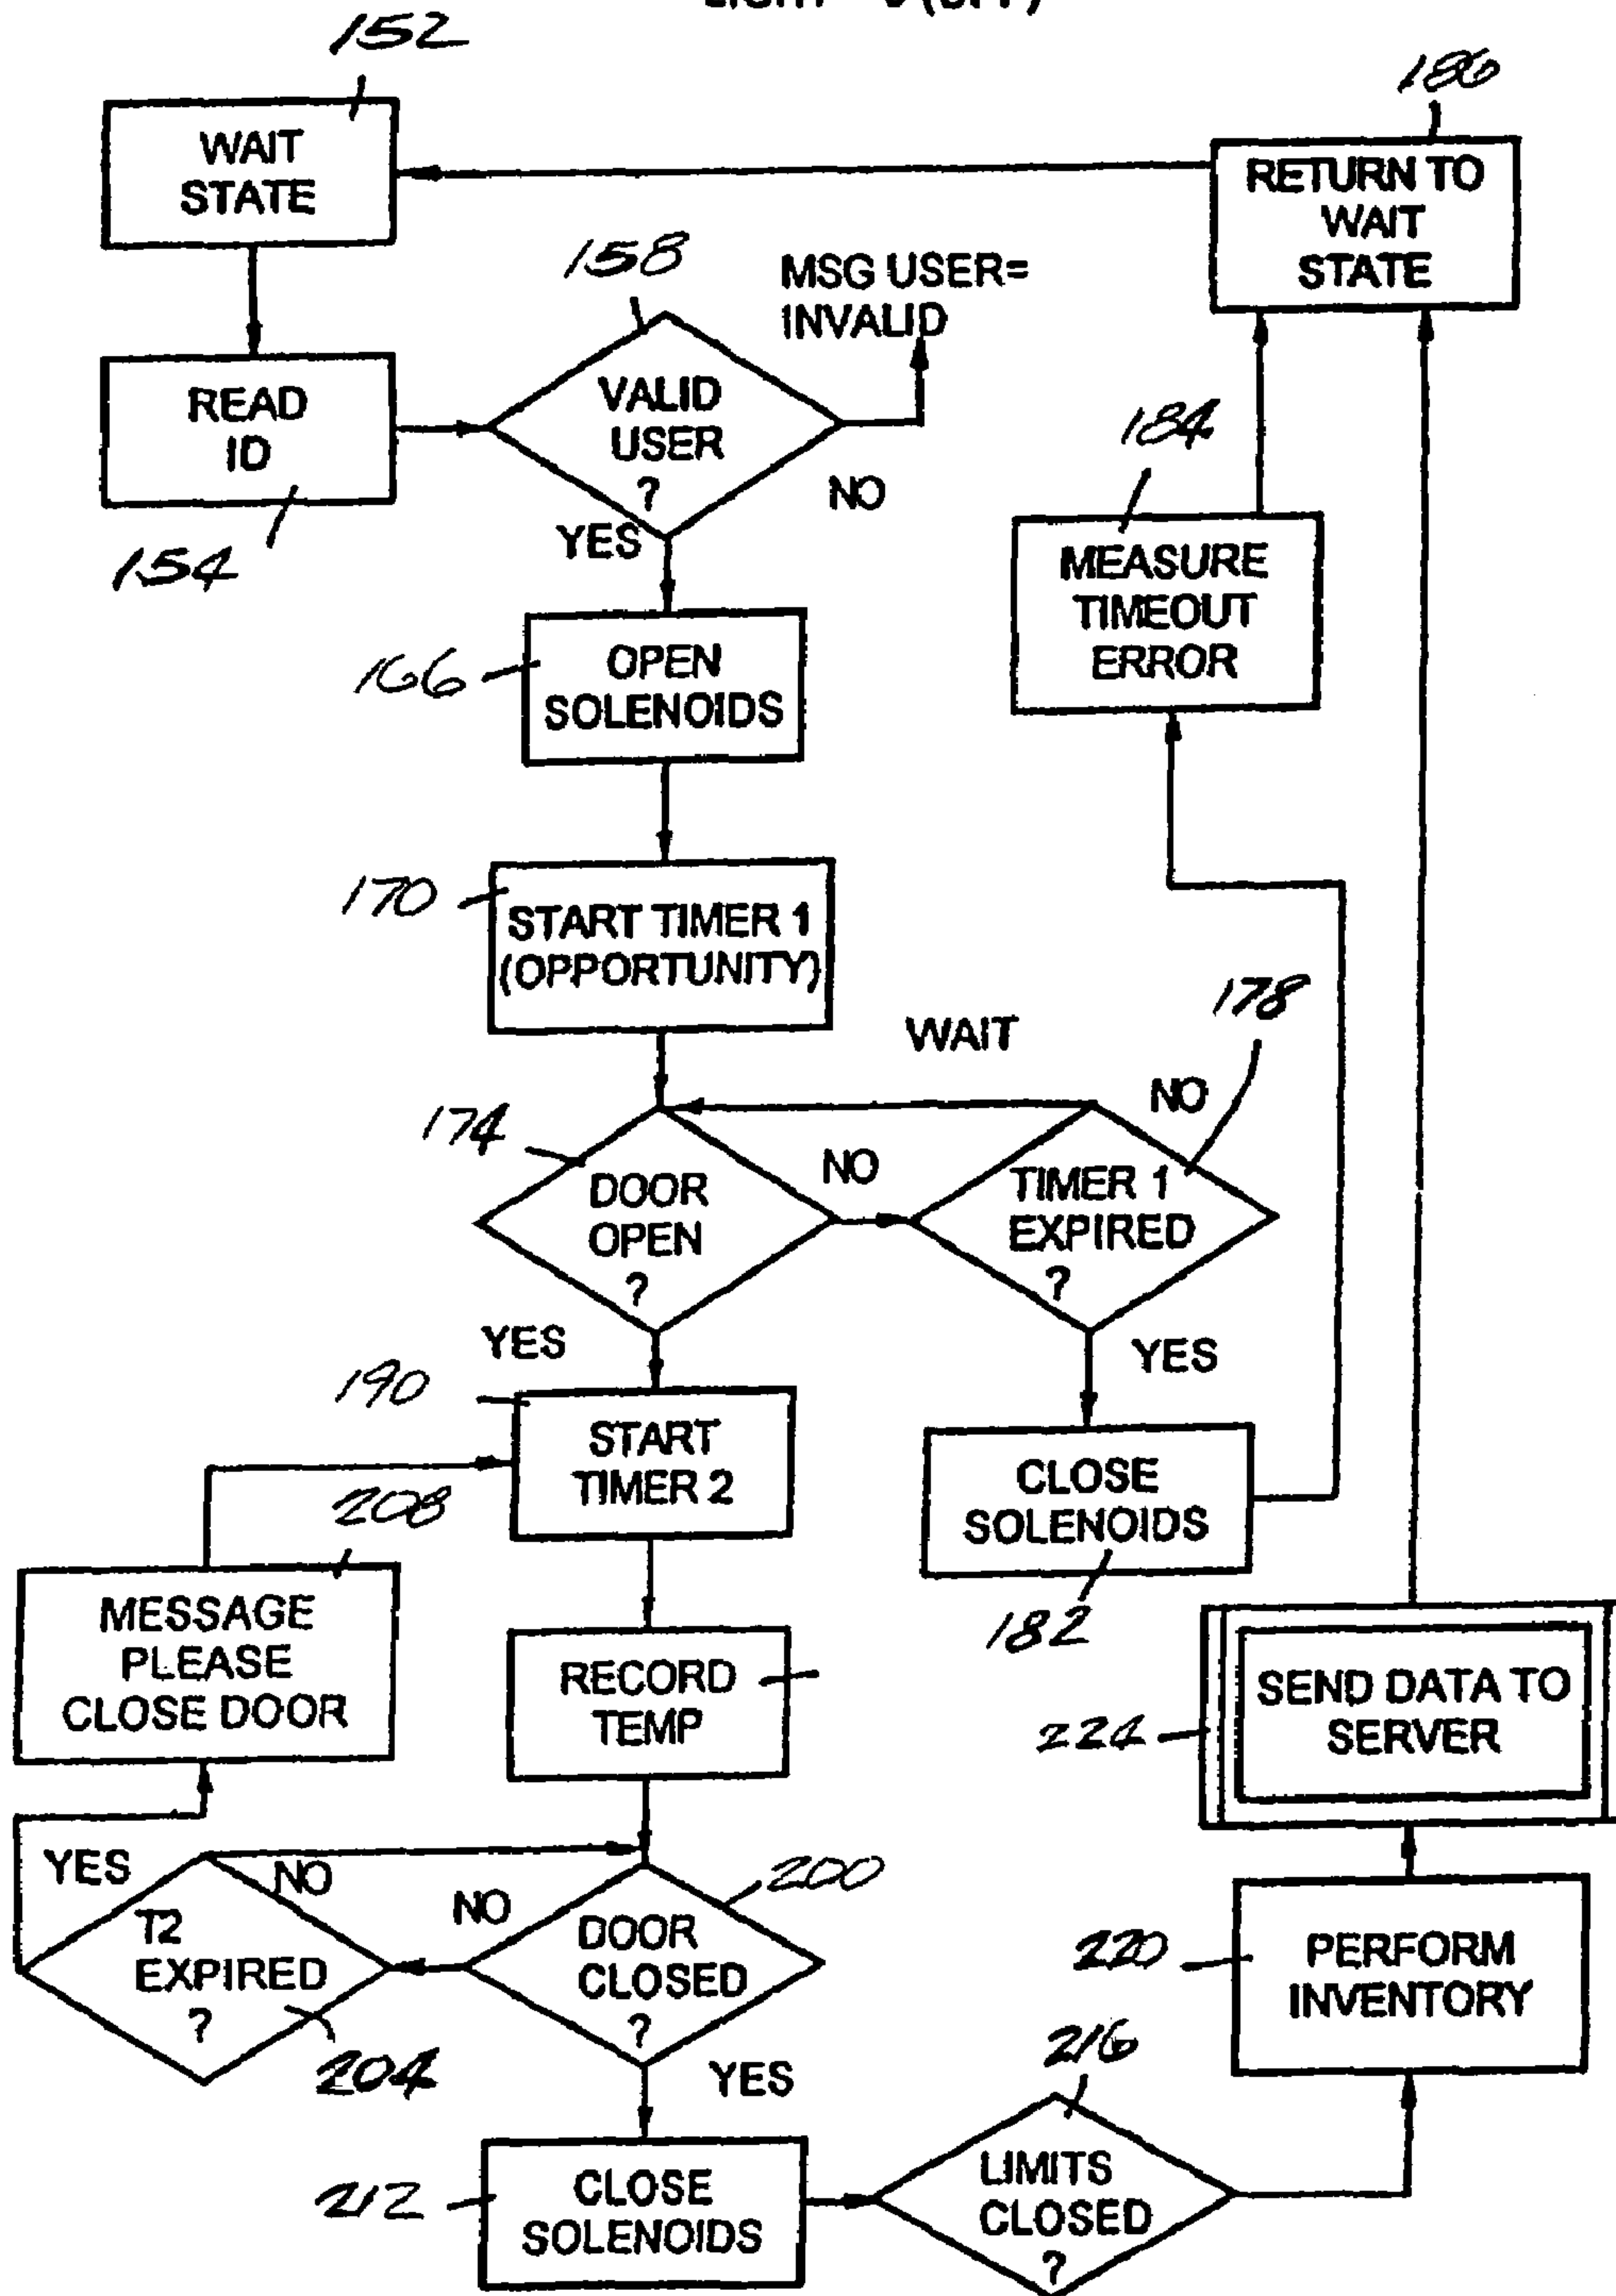 152
186
WAIT
STATE
RETURN TO
WAIT
STATE
158
MSG USER=
INVALID
READ
ID
VALID
USER
?
NO
YES
154
184
MEASURE
TIMEOUT
ERROR
166
OPEN
SOLENOIDS
170
START TIMER 1
(OPPORTUNITY)
WAIT
178
NO
174
DOOR
OPEN
?
NO
TIMER 1
EXPIRED
?
YES
YES
190
START
TIMER 2
CLOSE
SOLENOIDS
182
208
MESSAGE
PLEASE
CLOSE DOOR
RECORD
TEMP
224
SEND DATA TO
SERVER
YES
NO
T2
EXPIRED
?
204
NO
200
DOOR
CLOSED
?
YES
220
PERFORM
INVENTORY
216
212
CLOSE
SOLENOIDS
LIMITS
CLOSED
?